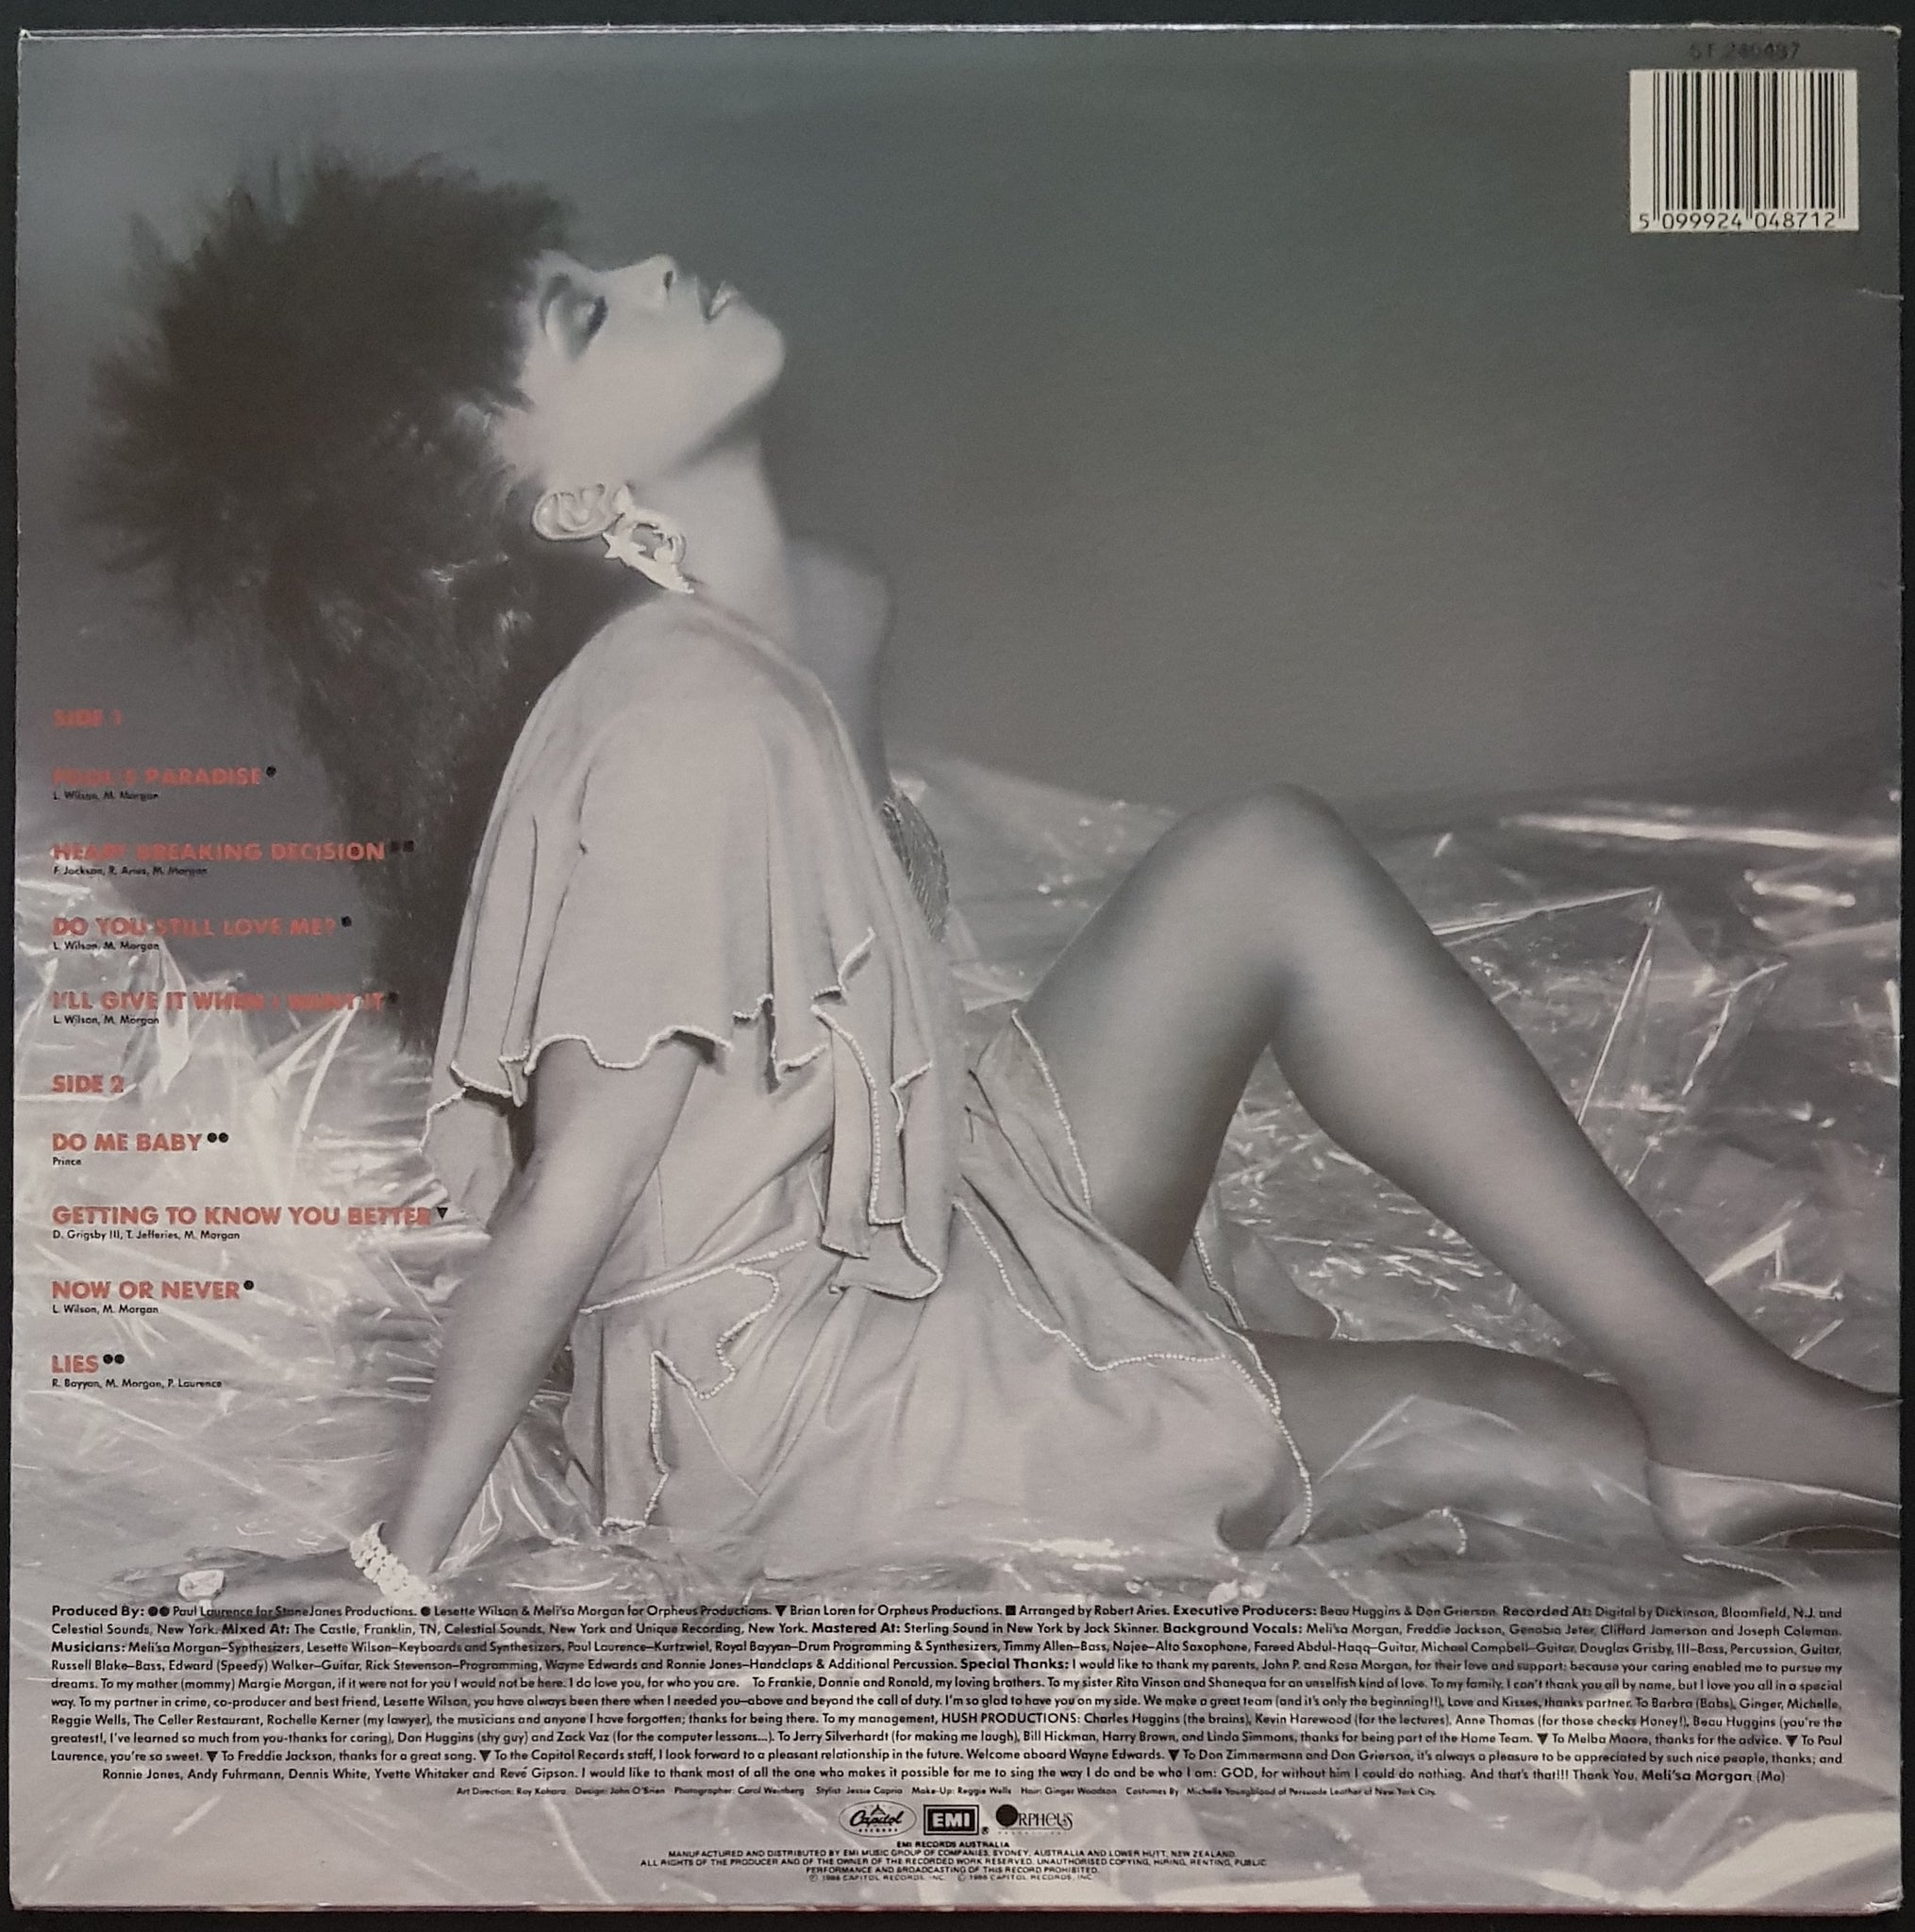 ST 240487
5 099924 048712
SIDE 1
FOOL'S PARADISE●
L. Wilson, M. Morgan
HEART BREAKING DECISION●■
F. Jackson, R. Aries, M. Morgan
DO YOU STILL LOVE ME?●
L. Wilson, M. Morgan
I'LL GIVE IT WHEN I WANT IT●
L. Wilson, M. Morgan
SIDE 2
DO ME BABY●●
Prince
GETTING TO KNOW YOU BETTER▼
D. Grigsby III, T. Jefferies, M. Morgan
NOW OR NEVER●
L. Wilson, M. Morgan
LIES●●
R. Bayyan, M. Morgan, P. Laurence
Produced By: ●● Paul Laurence for StoneJones Productions. ● Lesette Wilson & Meli'sa Morgan for Orpheus Productions. ▼ Brian Loren for Orpheus Productions. ■ Arranged by Robert Aries. Executive Producers: Beau Huggins & Don Grierson. Recorded At: Digital by Dickinson, Bloomfield, N.J. and
Celestial Sounds, New York. Mixed At: The Castle, Franklin, TN, Celestial Sounds, New York and Unique Recording, New York. Mastered At: Sterling Sound in New York by Jack Skinner. Background Vocals: Meli'sa Morgan, Freddie Jackson, Genobia Jeter, Clifford Jamerson and Joseph Coleman.
Musicians: Meli'sa Morgan–Synthesizers, Lesette Wilson–Keyboards and Synthesizers, Paul Laurence–Kurtzwiel, Royal Bayyan–Drum Programming & Synthesizers, Timmy Allen–Bass, Najee–Alto Saxophone, Fareed Abdul-Haqq–Guitar, Michael Campbell–Guitar, Douglas Grisby, III–Bass, Percussion, Guitar,
Russell Blake–Bass, Edward (Speedy) Walker–Guitar, Rick Stevenson–Programming, Wayne Edwards and Ronnie Jones–Handclaps & Additional Percussion. Special Thanks: I would like to thank my parents, John P. and Rosa Morgan, for their love and support; because your caring enabled me to pursue my
dreams. To my mother (mommy) Margie Morgan, if it were not for you I would not be here. I do love you, for who you are. To Frankie, Donnie and Ronald, my loving brothers. To my sister Rita Vinson and Shanequa for an unselfish kind of love. To my family, I can't thank you all by name, but I love you all in a special
way. To my partner in crime, co-producer and best friend, Lesette Wilson, you have always been there when I needed you–above and beyond the call of duty. I'm so glad to have you on my side. We make a great team (and it's only the beginning!!), Love and Kisses, thanks partner. To Barbra (Babs), Ginger, Michelle,
Reggie Wells, The Celler Restaurant, Rochelle Kerner (my lawyer), the musicians and anyone I have forgotten; thanks for being there. To my management, HUSH PRODUCTIONS: Charles Huggins (the brains), Kevin Harewood (for the lectures), Anne Thomas (for those checks Honey!), Beau Huggins (you're the
greatest!, I've learned so much from you-thanks for caring), Don Huggins (shy guy) and Zack Vaz (for the computer lessons...). To Jerry Silverhardt (for making me laugh), Bill Hickman, Harry Brown, and Linda Simmons, thanks for being part of the Home Team. ▼ To Melba Moore, thanks for the advice. ▼ To Paul
Laurence, you're so sweet. ▼ To Freddie Jackson, thanks for a great song. ▼ To the Capitol Records staff, I look forward to a pleasant relationship in the future. Welcome aboard Wayne Edwards. ▼ To Don Zimmermann and Don Grierson, it's always a pleasure to be appreciated by such nice people, thanks; and
Ronnie Jones, Andy Fuhrmann, Dennis White, Yvette Whitaker and Revé Gipson. I would like to thank most of all the one who makes it possible for me to sing the way I do and be who I am: GOD, for without him I could do nothing. And that's that!!! Thank You, Meli'sa Morgan (Mo)
Art Direction: Roy Kohara Design: John O'Brien Photographer: Carol Weinberg Stylist: Jessie Caprio Make-Up: Reggie Wells Hair: Ginger Woodson Costumes By Michelle Youngblood of Persuade Leather of New York City.
Capitol RECORDS EMI ORPHEUS
EMI RECORDS AUSTRALIA
MANUFACTURED AND DISTRIBUTED BY EMI MUSIC GROUP OF COMPANIES, SYDNEY, AUSTRALIA AND LOWER HUTT, NEW ZEALAND.
ALL RIGHTS OF THE PRODUCER AND OF THE OWNER OF THE RECORDED WORK RESERVED. UNAUTHORISED COPYING, HIRING, RENTING, PUBLIC
PERFORMANCE AND BROADCASTING OF THIS RECORD PROHIBITED.
Ⓟ 1986 CAPITOL RECORDS, INC. © 1986 CAPITOL RECORDS, INC.